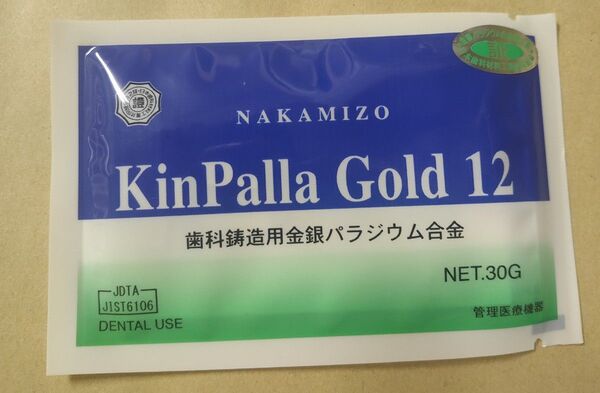 NAKAMIZO
KinPalla Gold 12
歯科鋳造用金銀パラジウム合金
NET.30G
JDTA
JIST6106
DENTAL USE
管理医療機器